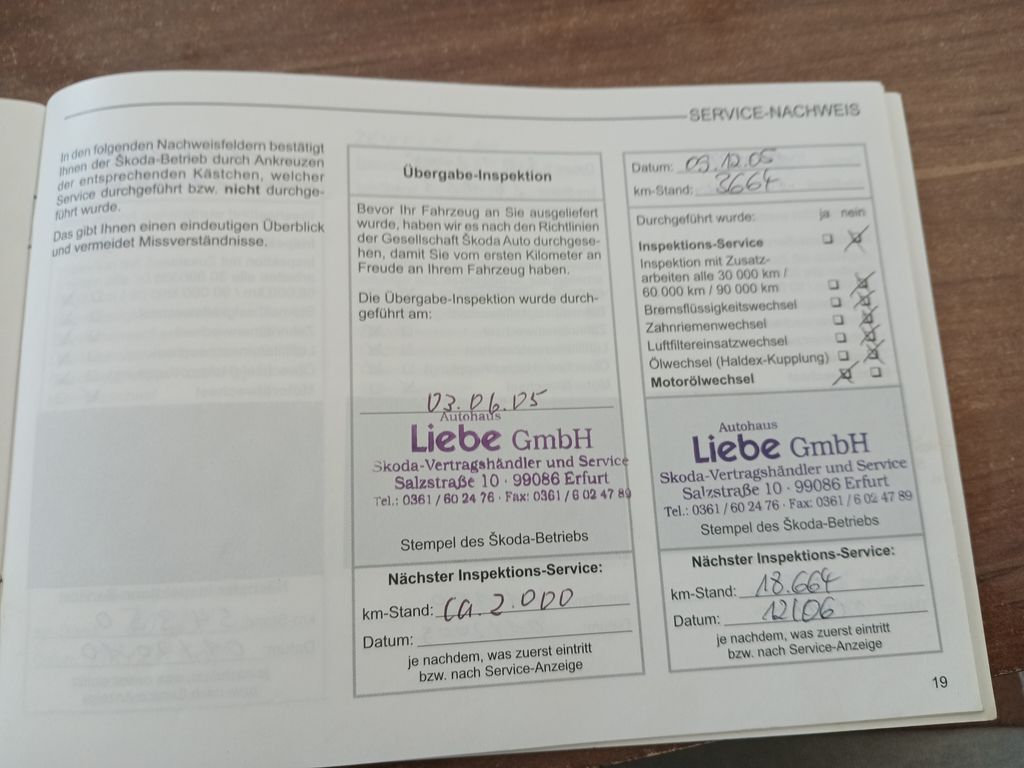 SERVICE-NACHWEIS
In den folgenden Nachweisfeldern bestätigt
Ihnen der Škoda-Betrieb durch Ankreuzen
der entsprechenden Kästchen, welcher
Service durchgeführt bzw. nicht durchge-
führt wurde.
Das gibt Ihnen einen eindeutigen Überblick
und vermeidet Missverständnisse.
Übergabe-Inspektion
Bevor Ihr Fahrzeug an Sie ausgeliefert
wurde, haben wir es nach den Richtlinien
der Gesellschaft Škoda Auto durchgese-
hen, damit Sie vom ersten Kilometer an
Freude an Ihrem Fahrzeug haben.
Die Übergabe-Inspektion wurde durch-
geführt am:
03.06.05
Autohaus
Liebe GmbH
Skoda-Vertragshändler und Service
Salzstraße 10 · 99086 Erfurt
Tel.: 0361 / 60 24 76 · Fax: 0361 / 6 02 47 89
Stempel des Škoda-Betriebs
Nächster Inspektions-Service:
km-Stand: ca. 2.000
Datum:
je nachdem, was zuerst eintritt
bzw. nach Service-Anzeige
Datum: 09.12.05
km-Stand: 3664
Durchgeführt wurde: ja nein
Inspektions-Service
Inspektion mit Zusatz-
arbeiten alle 30 000 km /
60 000 km / 90 000 km
Bremsflüssigkeitswechsel
Zahnriemenwechsel
Luftfiltereinsatzwechsel
Ölwechsel (Haldex-Kupplung)
Motorölwechsel
Autohaus
Liebe GmbH
Skoda-Vertragshändler und Service
Salzstraße 10 · 99086 Erfurt
Tel.: 0361 / 60 24 76 · Fax: 0361 / 6 02 47 89
Stempel des Škoda-Betriebs
Nächster Inspektions-Service:
km-Stand: 18.664
Datum: 12/06
je nachdem, was zuerst eintritt
bzw. nach Service-Anzeige
19